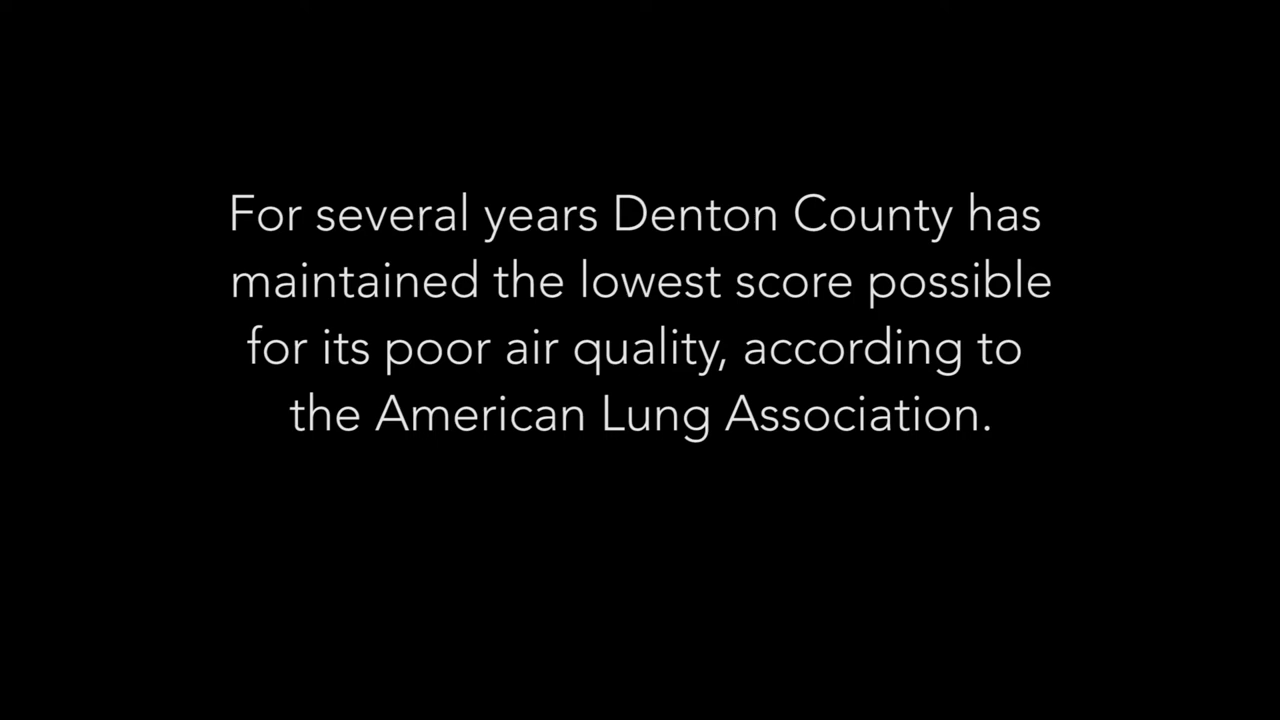 For several years Denton County has
maintained the lowest score possible
for its poor air quality, according to
the American Lung Association.